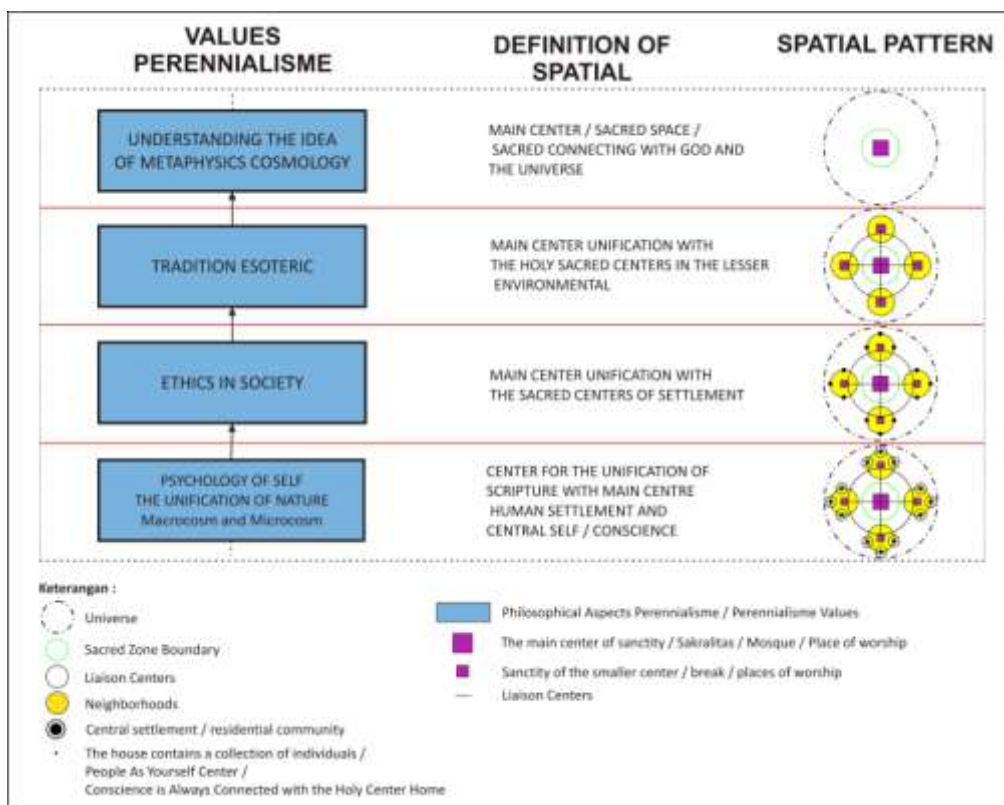 VALUES
PERENNIALISME
DEFINITION OF
SPATIAL
SPATIAL PATTERN
UNDERSTANDING THE IDEA
OF METAPHYSICS COSMOLOGY
MAIN CENTER / SACRED SPACE /
SACRED CONNECTING WITH GOD AND
THE UNIVERSE
TRADITION ESOTERIC
MAIN CENTER UNIFICATION WITH
THE HOLY SACRED CENTERS IN THE LESSER
ENVIRONMENTAL
ETHICS IN SOCIETY
MAIN CENTER UNIFICATION WITH
THE SACRED CENTERS OF SETTLEMENT
PSYCHOLOGY OF SELF
THE UNIFICATION OF NATURE
Macrocosm and Microcosm
CENTER FOR THE UNIFICATION OF
SCRIPTURE WITH MAIN CENTRE
HUMAN SETTLEMENT AND
CENTRAL SELF / CONSCIENCE
Keterangan :
Universe
Sacred Zone Boundary
Liaison Centers
Neighborhoods
Central settlement / residential community
The house contains a collection of individuals /
People As Yourself Center /
Conscience is Always Connected with the Holy Center Home
Philosophical Aspects Perennialisme / Perennialisme Values
The main center of sanctity / Sakralitas / Mosque / Place of worship
Sanctity of the smaller center / break / places of worship
Liaison Centers